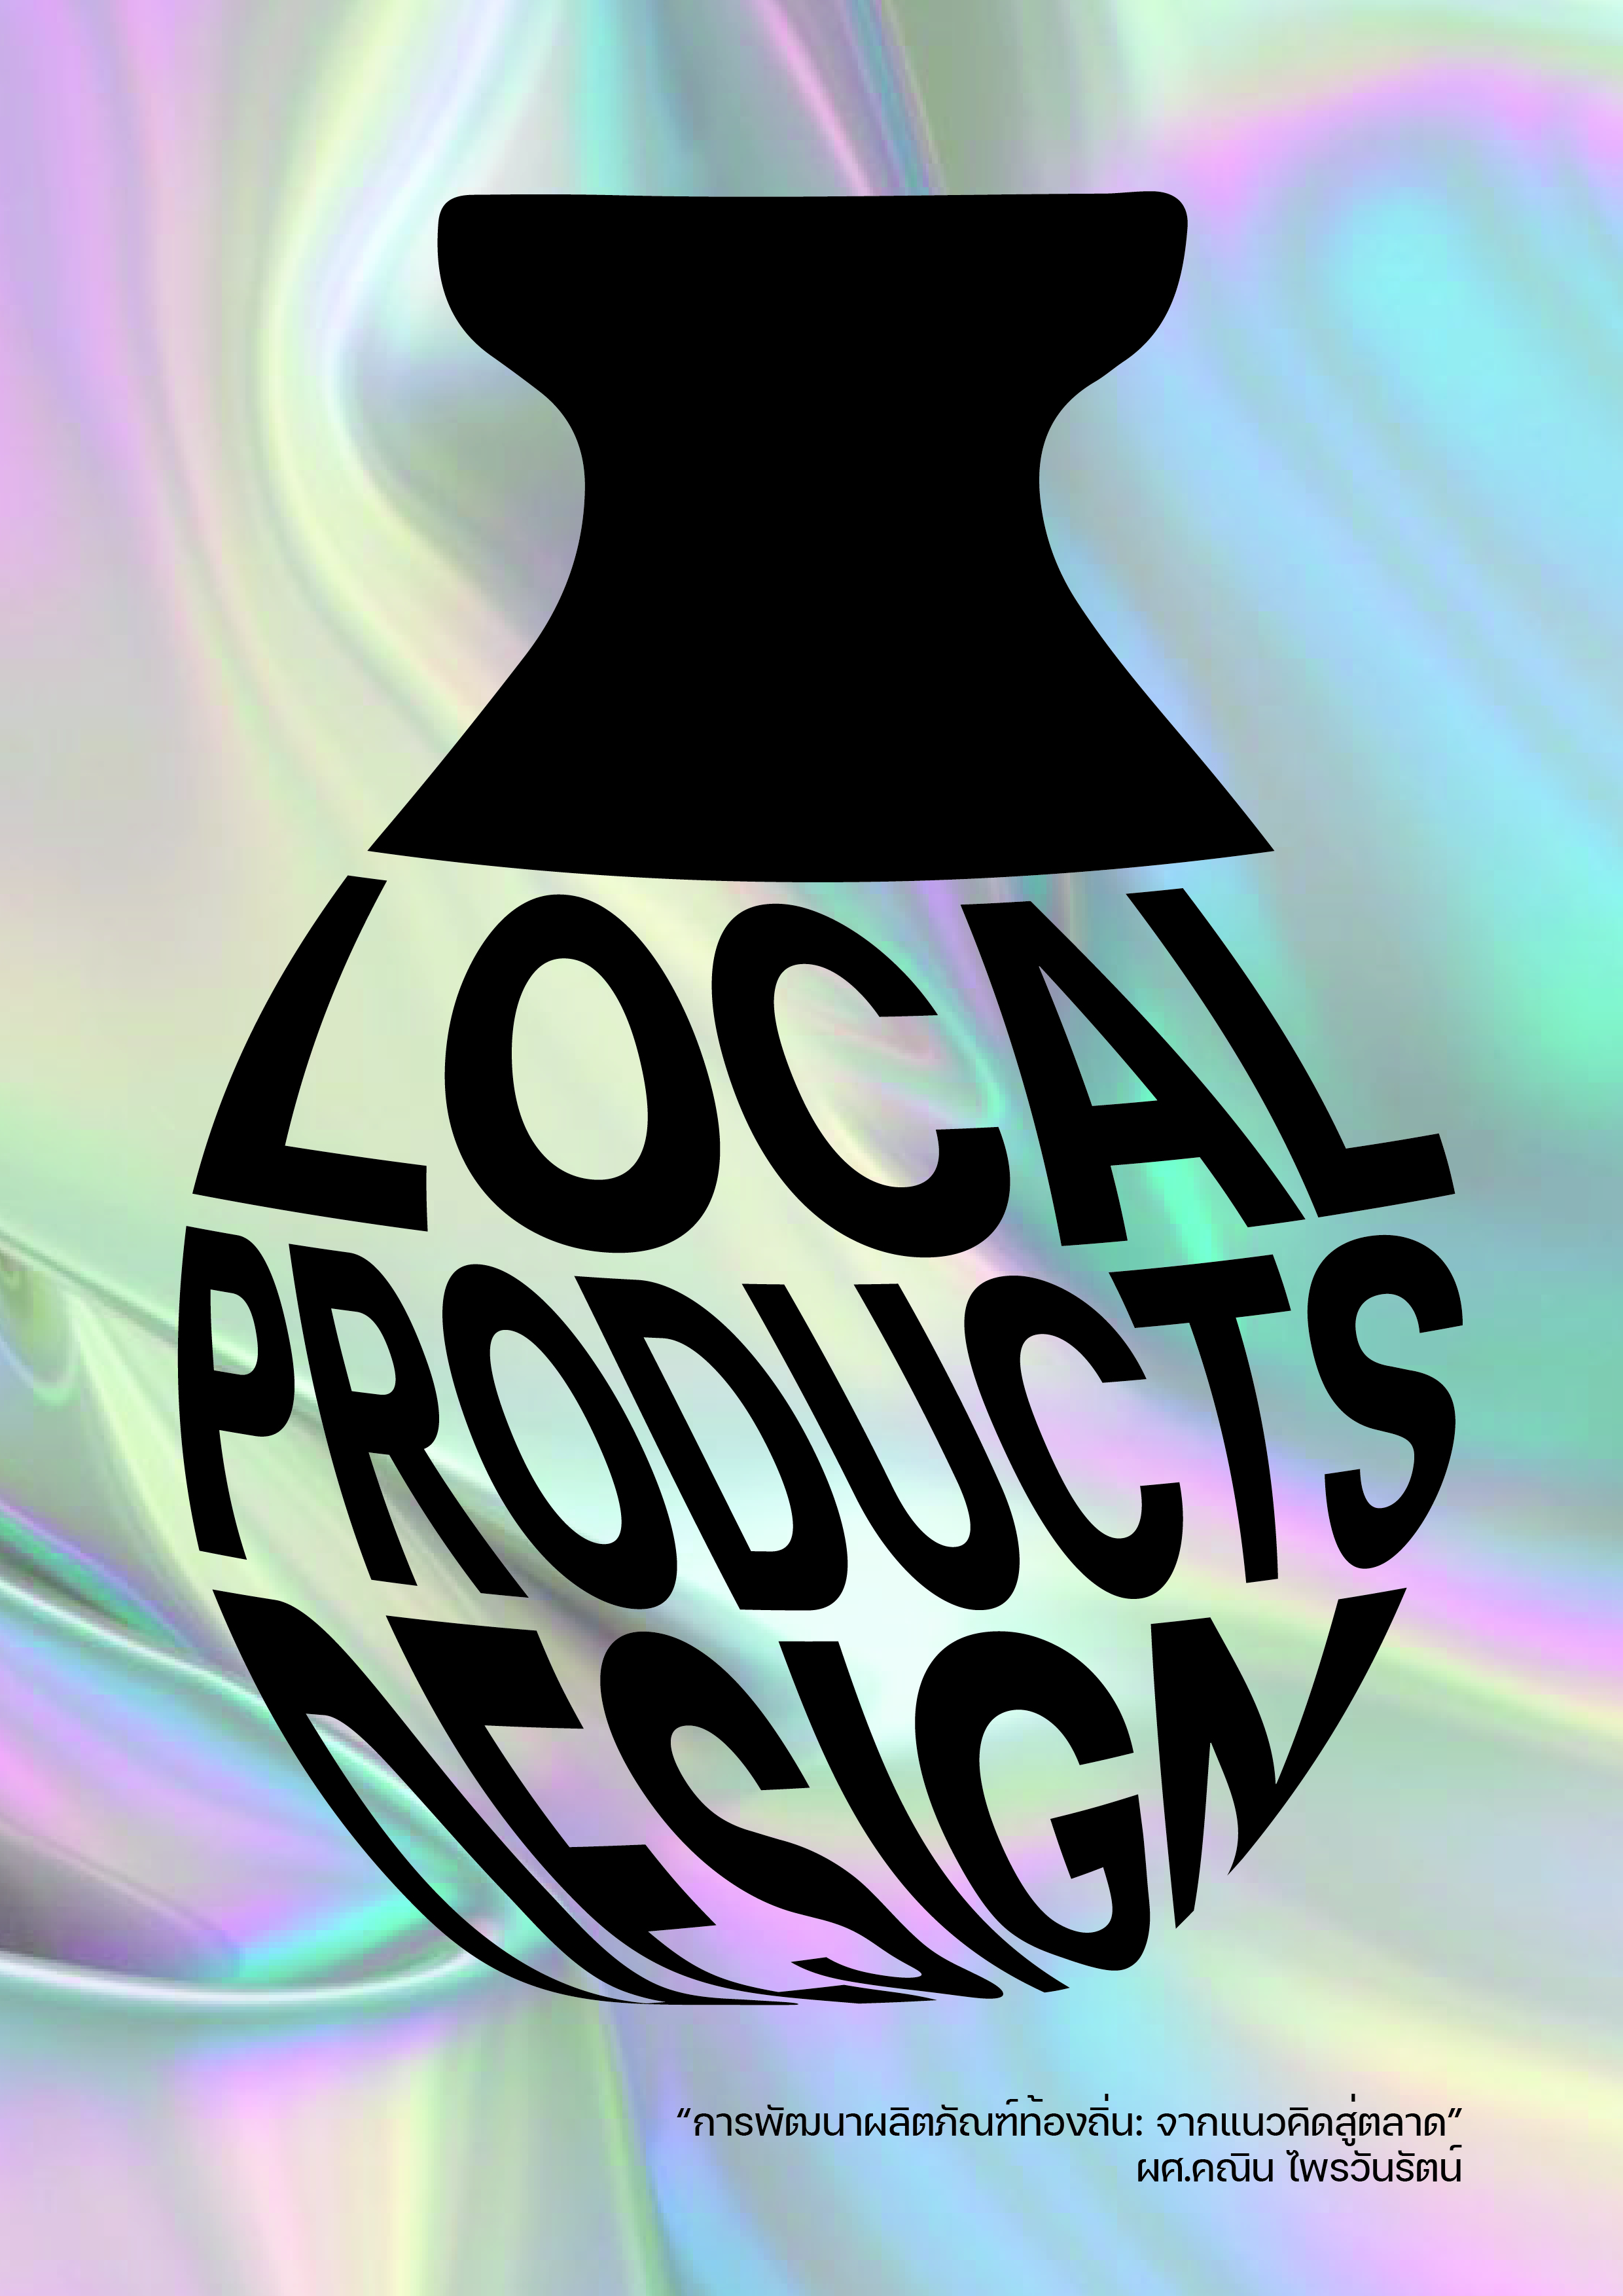 LOCAL
PRODUCTS
DESIGN
“การพัฒนาผลิตภัณฑ์ท้องถิ่น: จากแนวคิดสู่ตลาด”
ผศ.คณิน ไพรวันรัตน์